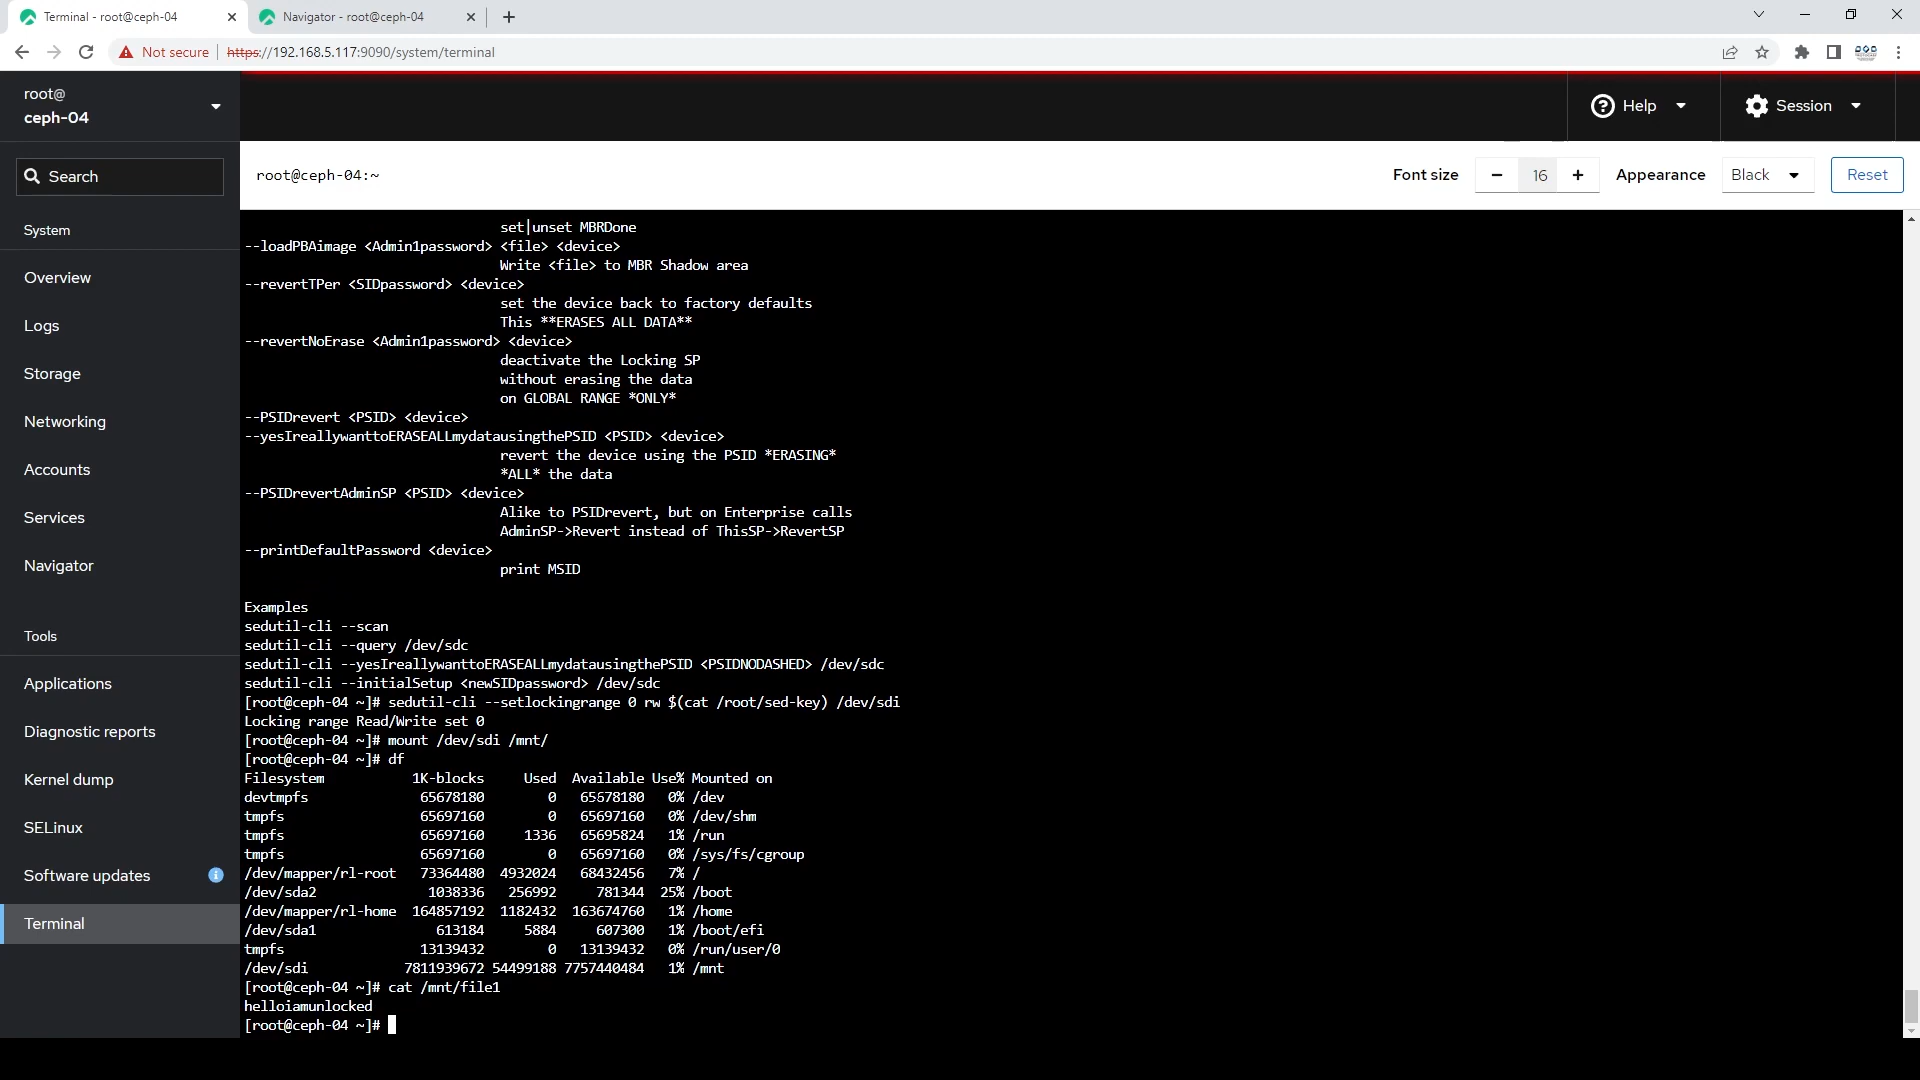 Terminal - root@ceph-04
Navigator - root@ceph-04
Not secure
https://192.168.5.117:9090/system/terminal
root@
ceph-04
Help
Session
Search
System
Overview
Logs
Storage
Networking
Accounts
Services
Navigator
Tools
Applications
Diagnostic reports
Kernel dump
SELinux
Software updates
Terminal
root@ceph-04:~
Font size
− 16 +
Appearance
Black
Reset
set|unset MBRDone
--loadPBAimage <Admin1password> <file> <device>
Write <file> to MBR Shadow area
--revertTPer <SIDpassword> <device>
set the device back to factory defaults
This **ERASES ALL DATA**
--revertNoErase <Admin1password> <device>
deactivate the Locking SP
without erasing the data
on GLOBAL RANGE *ONLY*
--PSIDrevert <PSID> <device>
--yesIreallywanttoERASEALLmydatausingthePSID <PSID> <device>
revert the device using the PSID *ERASING*
*ALL* the data
--PSIDrevertAdminSP <PSID> <device>
Alike to PSIDrevert, but on Enterprise calls
AdminSP->Revert instead of ThisSP->RevertSP
--printDefaultPassword <device>
print MSID
Examples
sedutil-cli --scan
sedutil-cli --query /dev/sdc
sedutil-cli --yesIreallywanttoERASEALLmydatausingthePSID <PSIDNODASHED> /dev/sdc
sedutil-cli --initialSetup <newSIDpassword> /dev/sdc
[root@ceph-04 ~]# sedutil-cli --setlockingrange 0 rw $(cat /root/sed-key) /dev/sdi
Locking range Read/Write set 0
[root@ceph-04 ~]# mount /dev/sdi /mnt/
[root@ceph-04 ~]# df
Filesystem 1K-blocks Used Available Use% Mounted on
devtmpfs 65678180 0 65678180 0% /dev
tmpfs 65697160 0 65697160 0% /dev/shm
tmpfs 65697160 1336 65695824 1% /run
tmpfs 65697160 0 65697160 0% /sys/fs/cgroup
/dev/mapper/rl-root 73364480 4932024 68432456 7% /
/dev/sda2 1038336 256992 781344 25% /boot
/dev/mapper/rl-home 164857192 1182432 163674760 1% /home
/dev/sda1 613184 5884 607300 1% /boot/efi
tmpfs 13139432 0 13139432 0% /run/user/0
/dev/sdi 7811939672 54499188 7757440484 1% /mnt
[root@ceph-04 ~]# cat /mnt/file1
helloiamunlocked
[root@ceph-04 ~]#